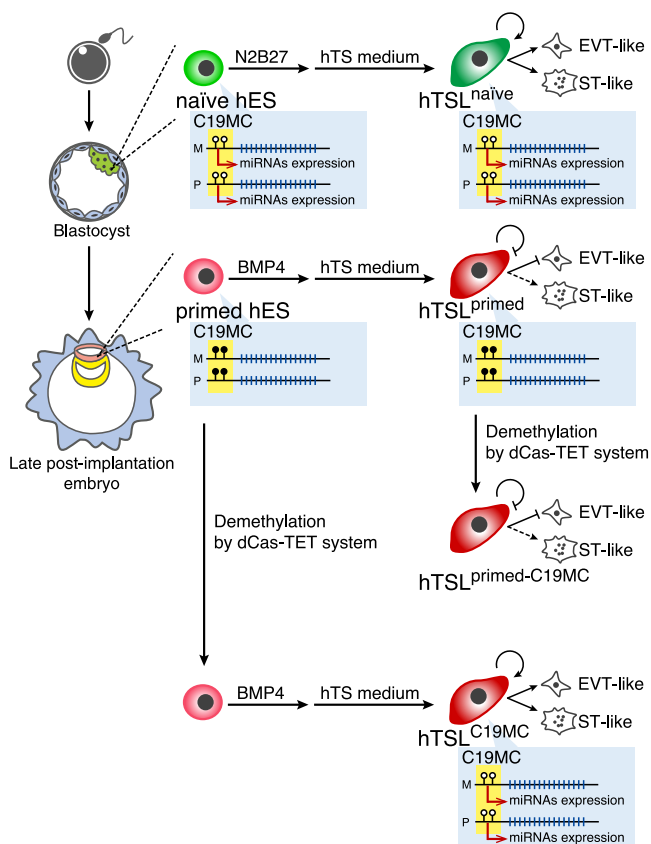 N2B27
hTS medium
EVT-like
ST-like
naïve hES
hTSL naïve
C19MC
M
miRNAs expression
P
miRNAs expression
C19MC
M
miRNAs expression
P
miRNAs expression
Blastocyst
BMP4
hTS medium
EVT-like
ST-like
primed hES
hTSL primed
C19MC
M
P
C19MC
M
P
Late post-implantation
embryo
Demethylation
by dCas-TET system
Demethylation
by dCas-TET system
EVT-like
ST-like
hTSL primed-C19MC
BMP4
hTS medium
EVT-like
ST-like
hTSL C19MC
C19MC
M
miRNAs expression
P
miRNAs expression